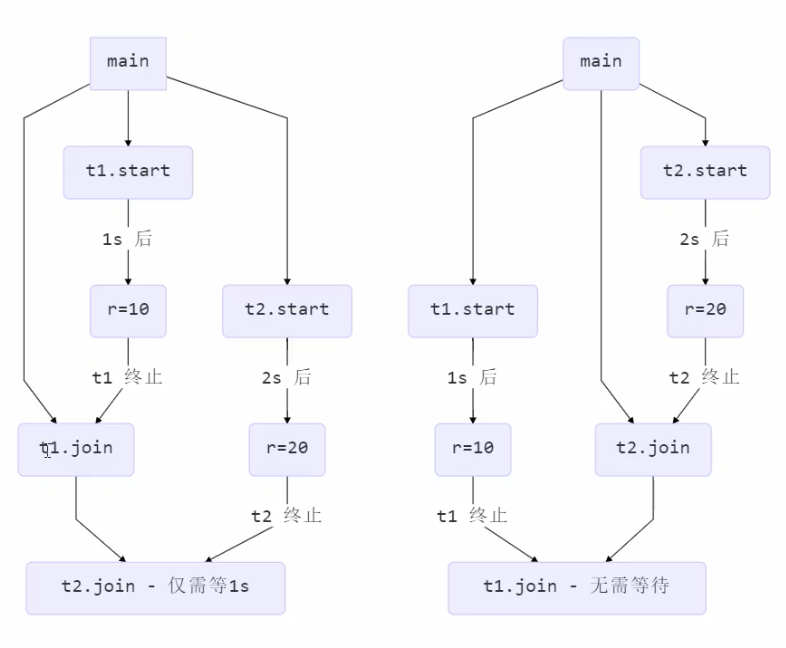 main
t1.start
1s 后
r=10
t2.start
t1 终止
2s 后
t1.join
r=20
t2 终止
t2.join - 仅需等1s
main
t2.start
2s 后
t1.start
r=20
1s 后
t2 终止
r=10
t2.join
t1 终止
t1.join - 无需等待